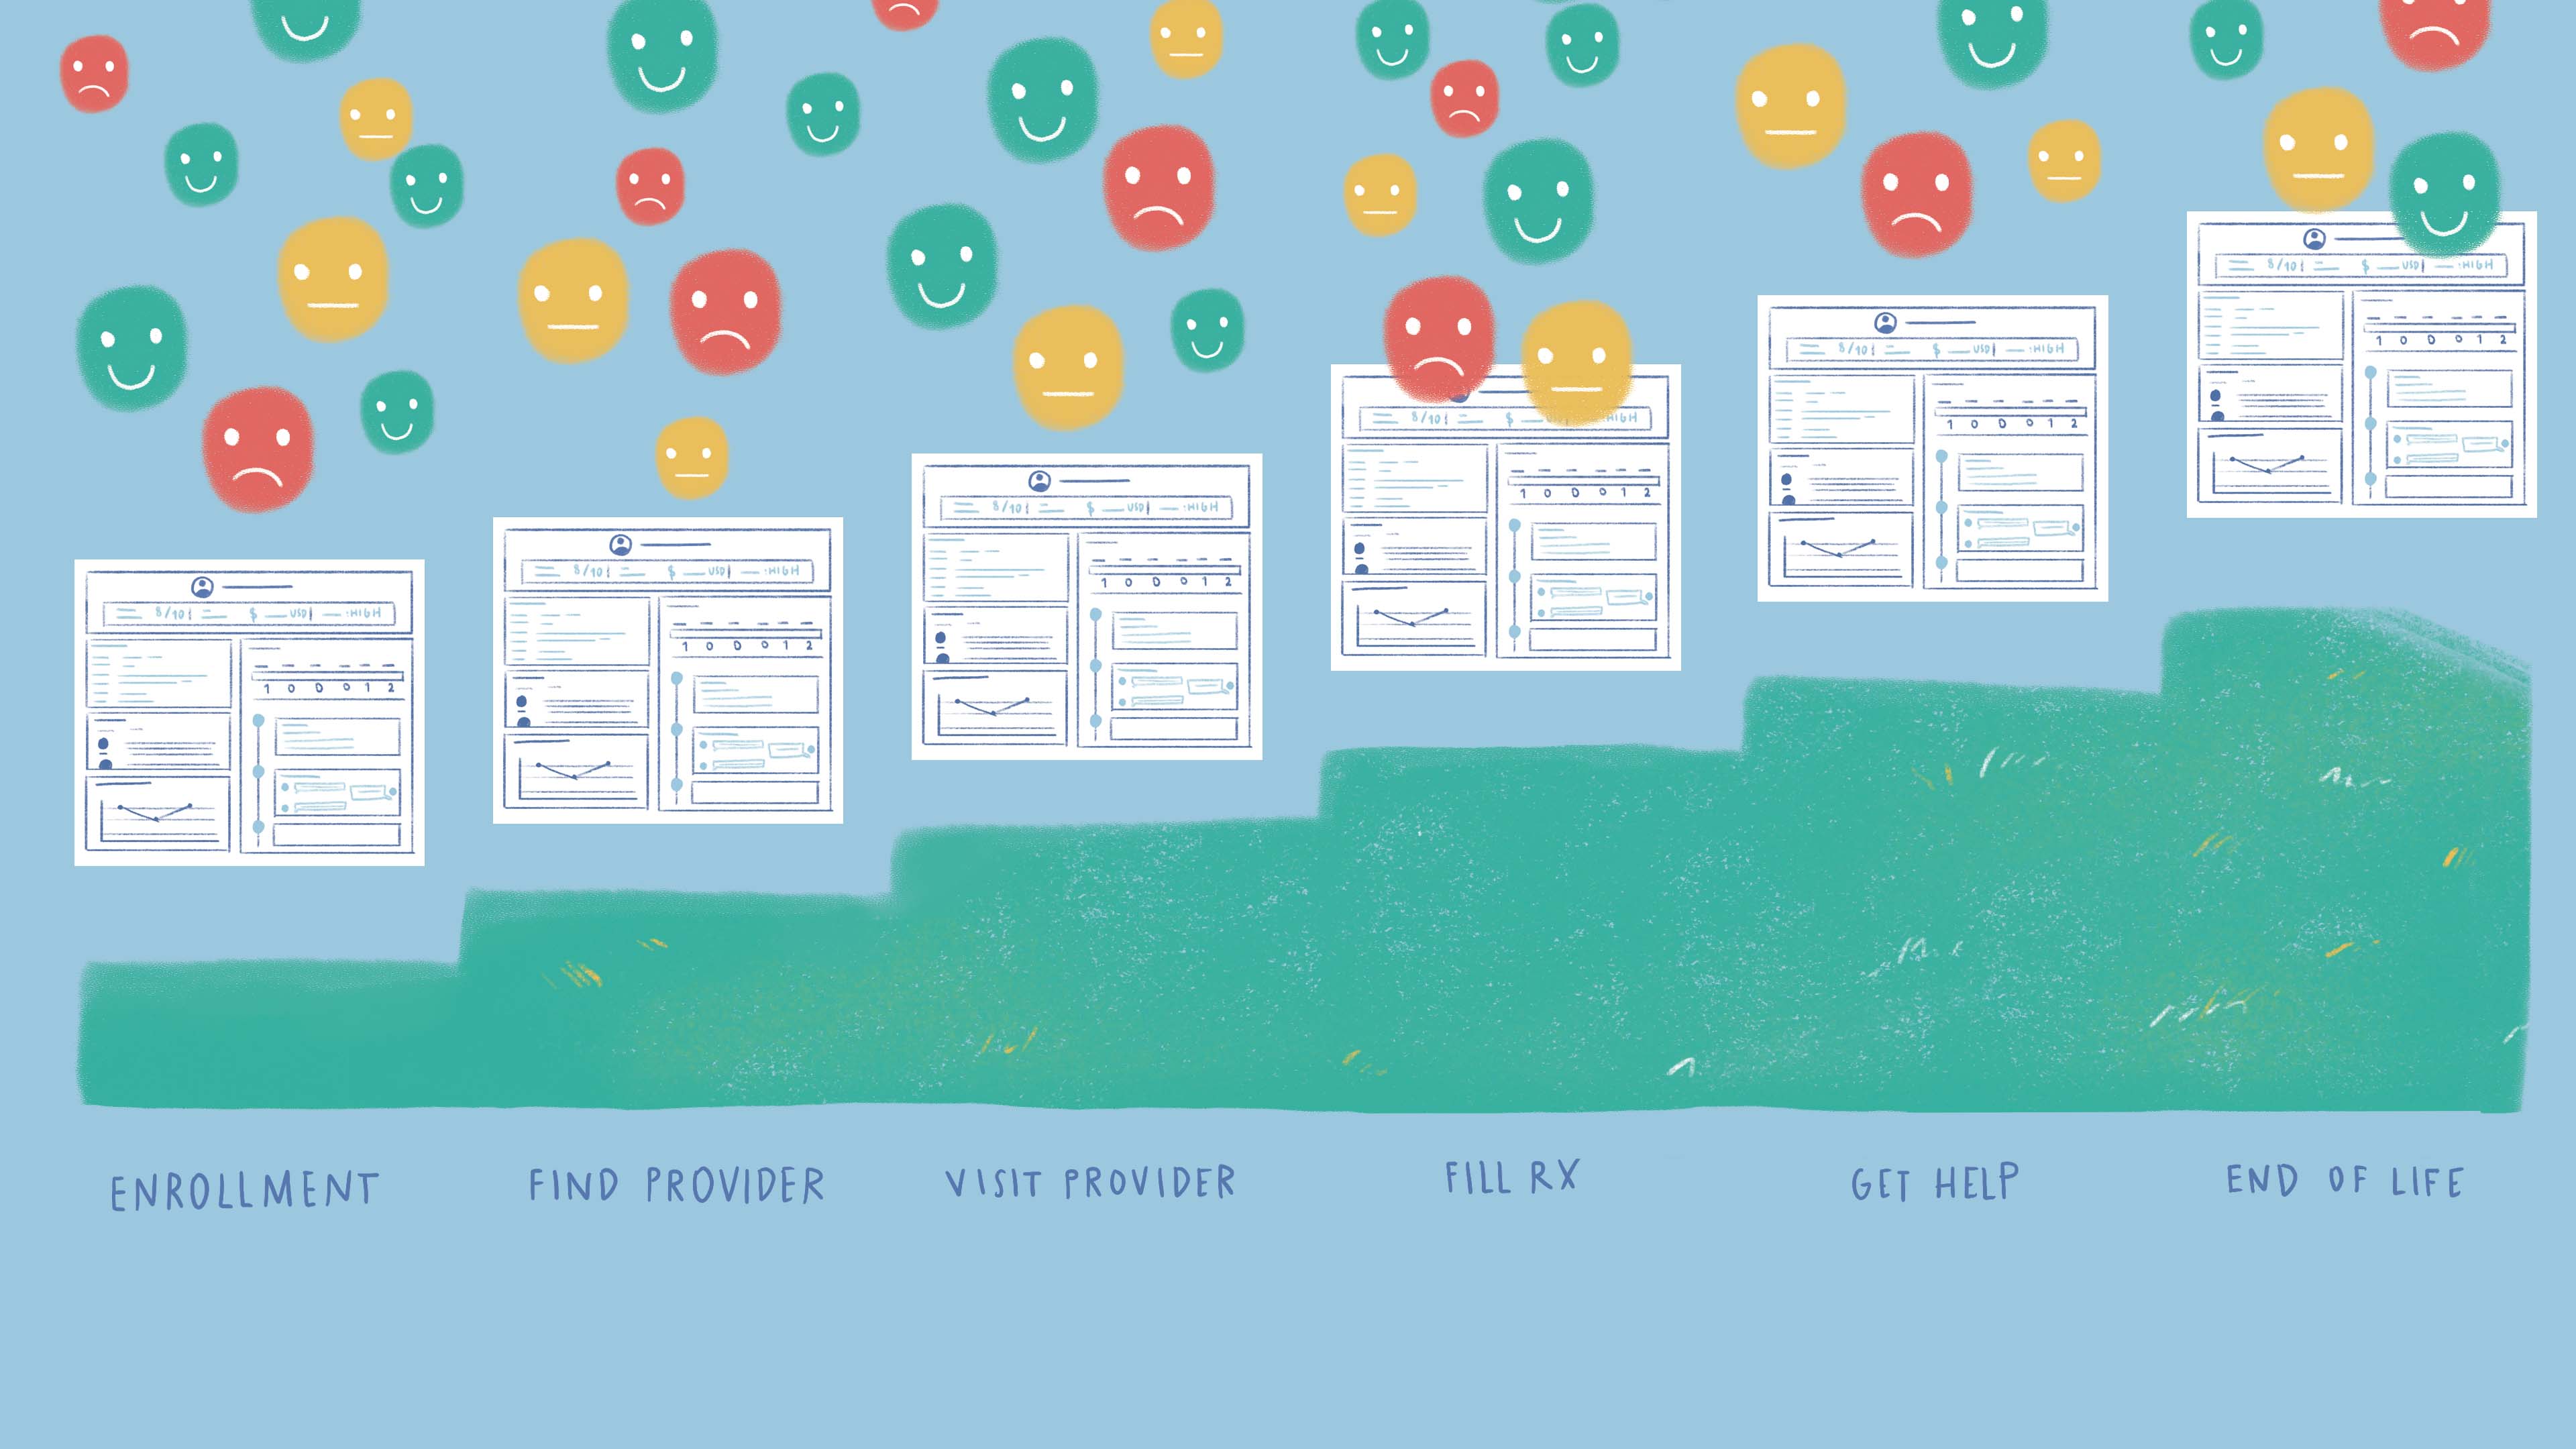 8/10
$ USD HIGH
1 0 0 0 1 2
8/10
$ USD HIGH
1 0 0 0 1 2
8/10
$ USD HIGH
1 0 0 0 1 2
8/10
$ HIGH
1 0 0 0 1 2
8/10
$ USD HIGH
1 0 0 0 1 2
8/10
$ USD HIGH
1 0 0 0 1 2
ENROLLMENT
FIND PROVIDER
VISIT PROVIDER
FILL RX
GET HELP
END OF LIFE